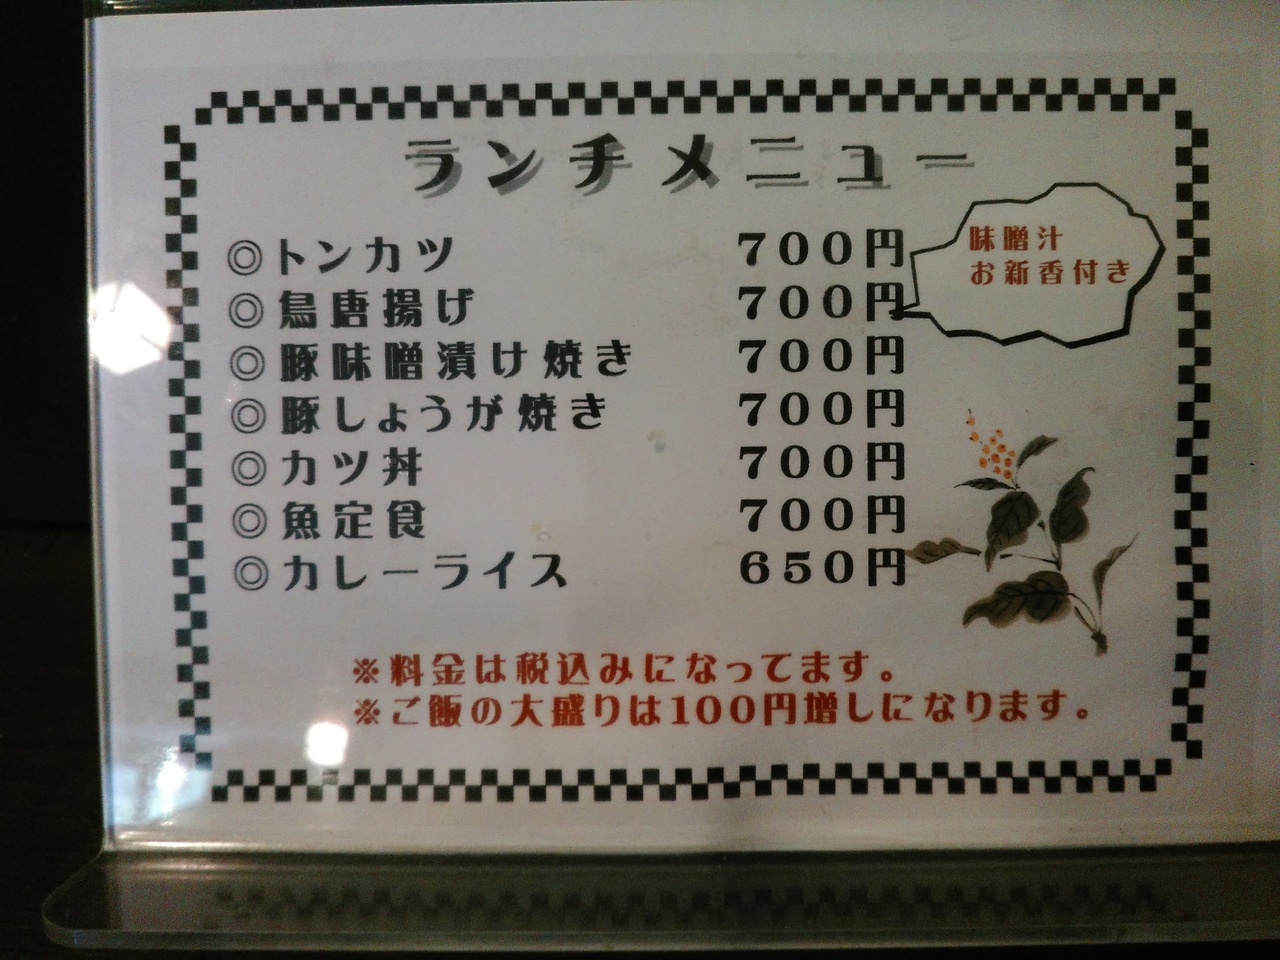 ランチメニュー
◎トンカツ 700円
◎鳥唐揚げ 700円
◎豚味噌漬け焼き 700円
◎豚しょうが焼き 700円
◎カツ丼 700円
◎魚定食 700円
◎カレーライス 650円
味噌汁
お新香付き
※料金は税込みになってます。
※ご飯の大盛りは100円増しになります。